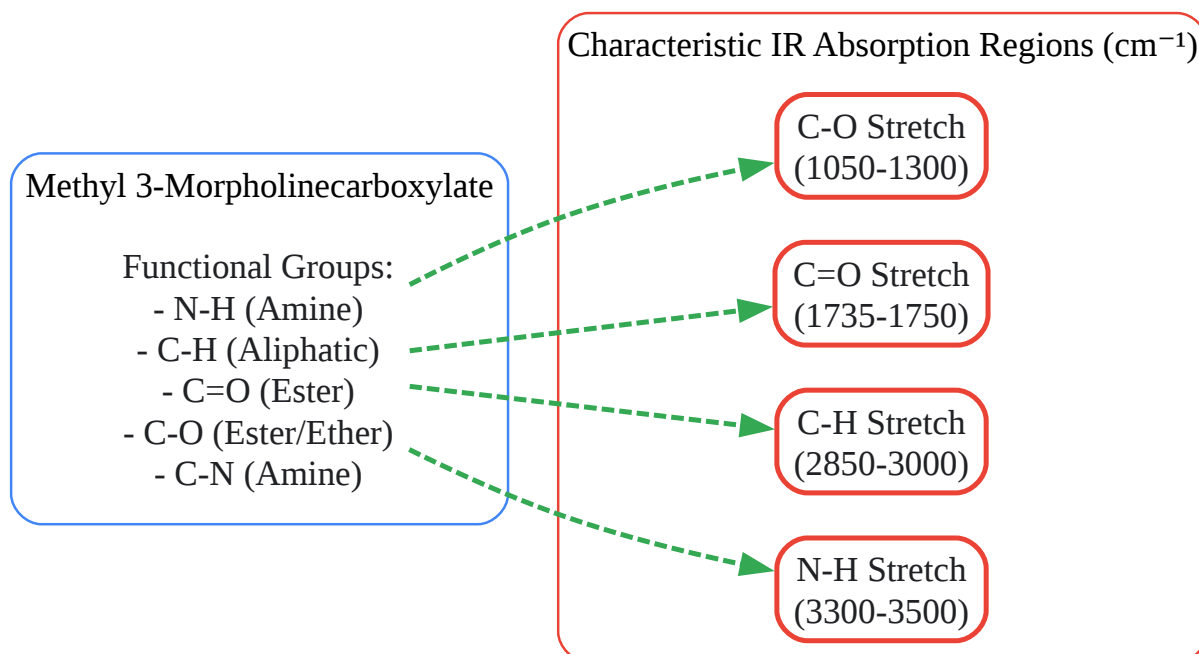 Methyl 3-Morpholinecarboxylate
Functional Groups:
- N-H (Amine)
- C-H (Aliphatic)
- C=O (Ester)
- C-O (Ester/Ether)
- C-N (Amine)
Characteristic IR Absorption Regions (cm⁻¹)
C-O Stretch
(1050-1300)
C=O Stretch
(1735-1750)
C-H Stretch
(2850-3000)
N-H Stretch
(3300-3500)